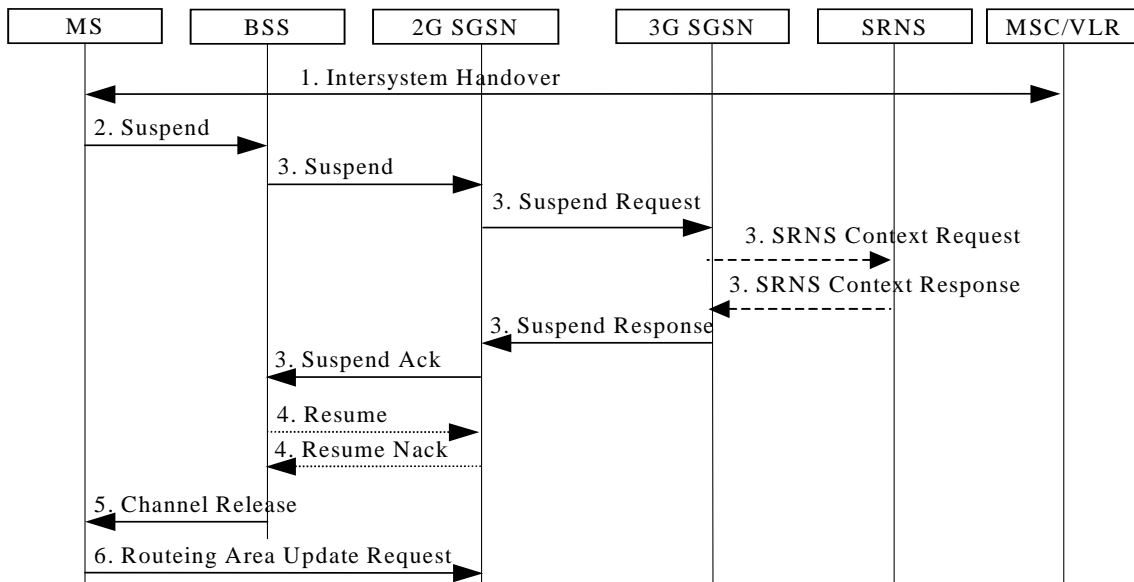 MS BSS 2G SGSN 3G SGSN SRNS MSC/VLR
1. Intersystem Handover
2. Suspend
3. Suspend
3. Suspend Request
3. SRNS Context Request
3. SRNS Context Response
3. Suspend Response
3. Suspend Ack
4. Resume
4. Resume Nack
5. Channel Release
6. Routeing Area Update Request